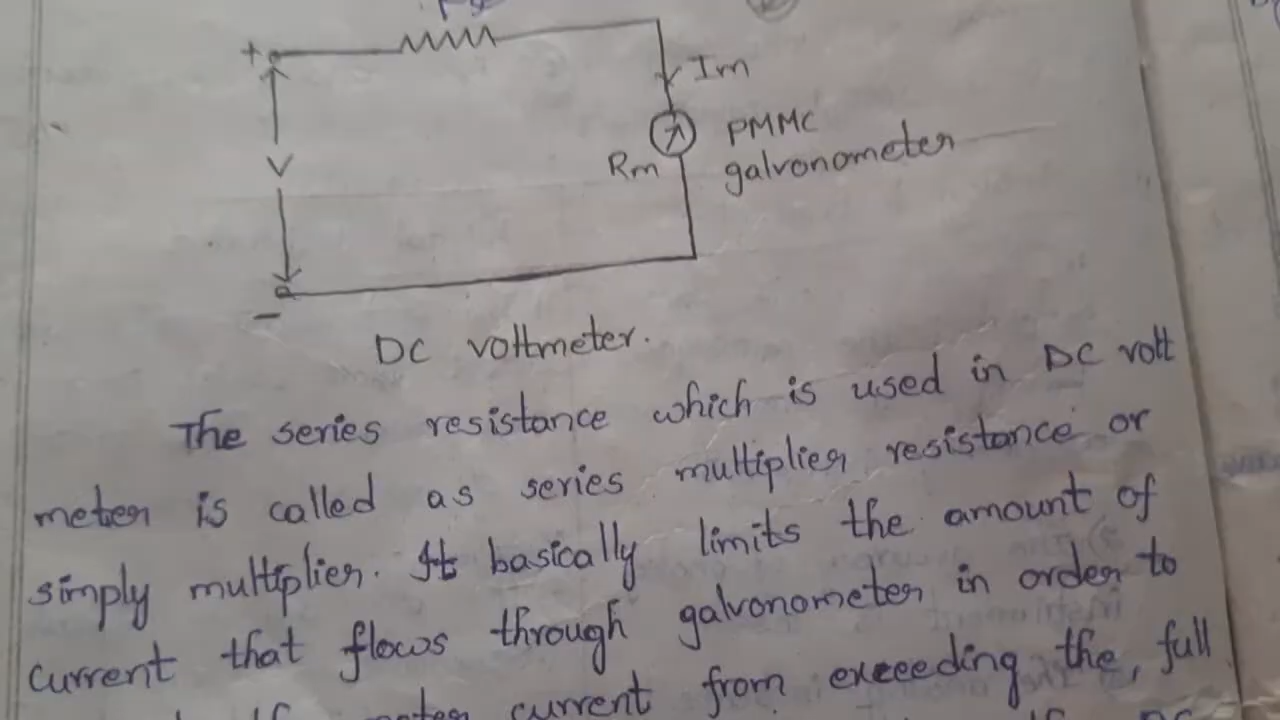 +
Im
PMMC
Rm galvonometer
V
-
DC voltmeter.
The series resistance which is used in DC volt
meter is called as series multiplier resistance or
simply multiplier. It basically limits the amount of
current that flows through galvonometer in order to
current from exceeding the, full